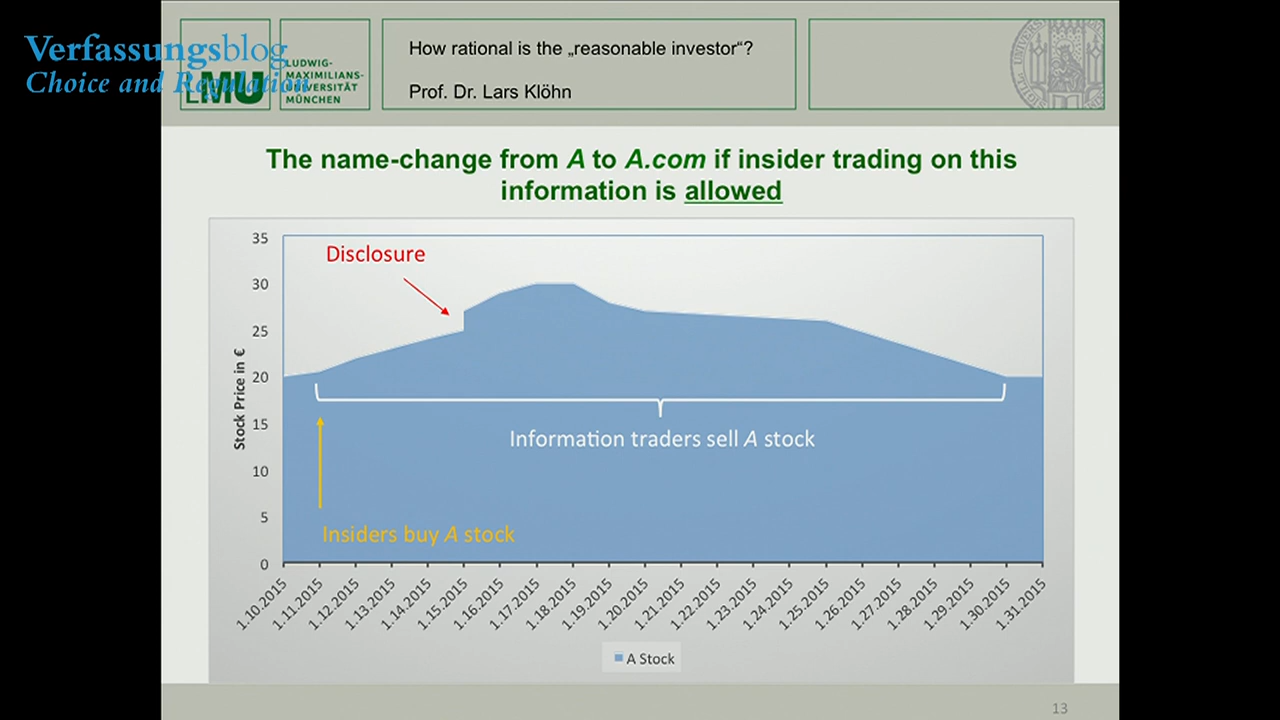 Verfassungsblog
Choice and Regulation
LMU
LUDWIG-
MAXIMILIANS-
UNIVERSITÄT
MÜNCHEN
How rational is the „reasonable investor“?
Prof. Dr. Lars Klöhn
The name-change from A to A.com if insider trading on this
information is allowed
35
30
25
20
15
10
5
0
Stock Price in €
Disclosure
Information traders sell A stock
Insiders buy A stock
1.10.2015
1.11.2015
1.12.2015
1.13.2015
1.14.2015
1.15.2015
1.16.2015
1.17.2015
1.18.2015
1.19.2015
1.20.2015
1.21.2015
1.22.2015
1.23.2015
1.24.2015
1.25.2015
1.26.2015
1.27.2015
1.28.2015
1.29.2015
1.30.2015
1.31.2015
A Stock
13